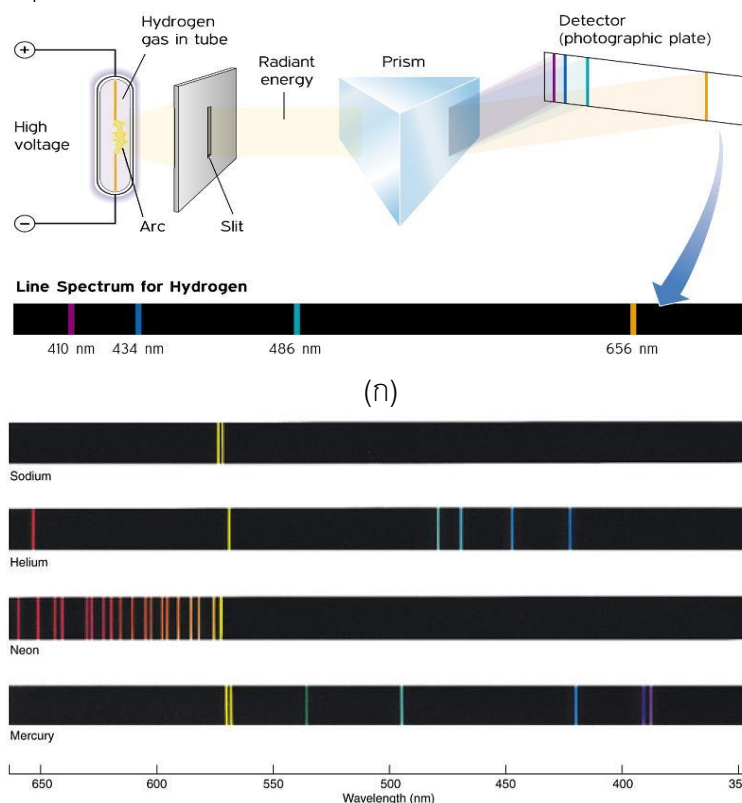 Hydrogen
gas in tube
Detector
(photographic plate)
Radiant
energy
Prism
+
High
voltage
−
Arc
Slit
Line Spectrum for Hydrogen
410 nm 434 nm 486 nm 656 nm
(ก)
Sodium
Helium
Neon
Mercury
650 600 550 500 450 400
Wavelength (nm)